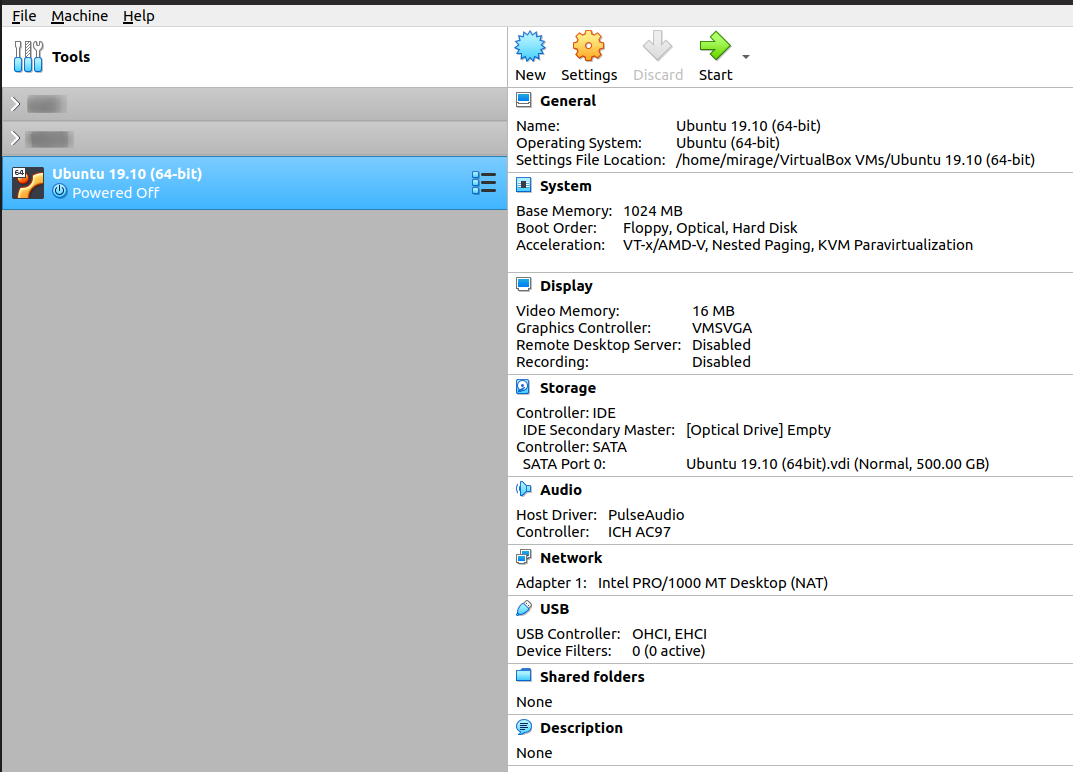 File Machine Help
Tools
New Settings Discard Start
64
Ubuntu 19.10 (64-bit)
Powered Off
General
Name: Ubuntu 19.10 (64-bit)
Operating System: Ubuntu (64-bit)
Settings File Location: /home/mirage/VirtualBox VMs/Ubuntu 19.10 (64-bit)
System
Base Memory: 1024 MB
Boot Order: Floppy, Optical, Hard Disk
Acceleration: VT-x/AMD-V, Nested Paging, KVM Paravirtualization
Display
Video Memory: 16 MB
Graphics Controller: VMSVGA
Remote Desktop Server: Disabled
Recording: Disabled
Storage
Controller: IDE
IDE Secondary Master: [Optical Drive] Empty
Controller: SATA
SATA Port 0: Ubuntu 19.10 (64bit).vdi (Normal, 500.00 GB)
Audio
Host Driver: PulseAudio
Controller: ICH AC97
Network
Adapter 1: Intel PRO/1000 MT Desktop (NAT)
USB
USB Controller: OHCI, EHCI
Device Filters: 0 (0 active)
Shared folders
None
Description
None